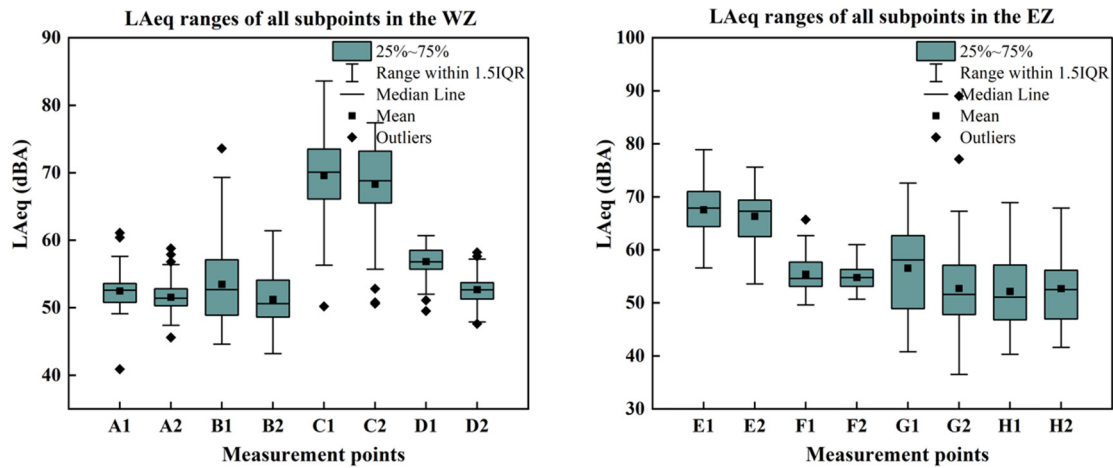 LAeq ranges of all subpoints in the WZ
90
80
70
60
50
40
LAeq (dBA)
25%~75%
Range within 1.5IQR
Median Line
Mean
Outliers
A1 A2 B1 B2 C1 C2 D1 D2
Measurement points
LAeq ranges of all subpoints in the EZ
100
90
80
70
60
50
40
30
LAeq (dBA)
25%~75%
Range within 1.5IQR
Median Line
Mean
Outliers
E1 E2 F1 F2 G1 G2 H1 H2
Measurement points